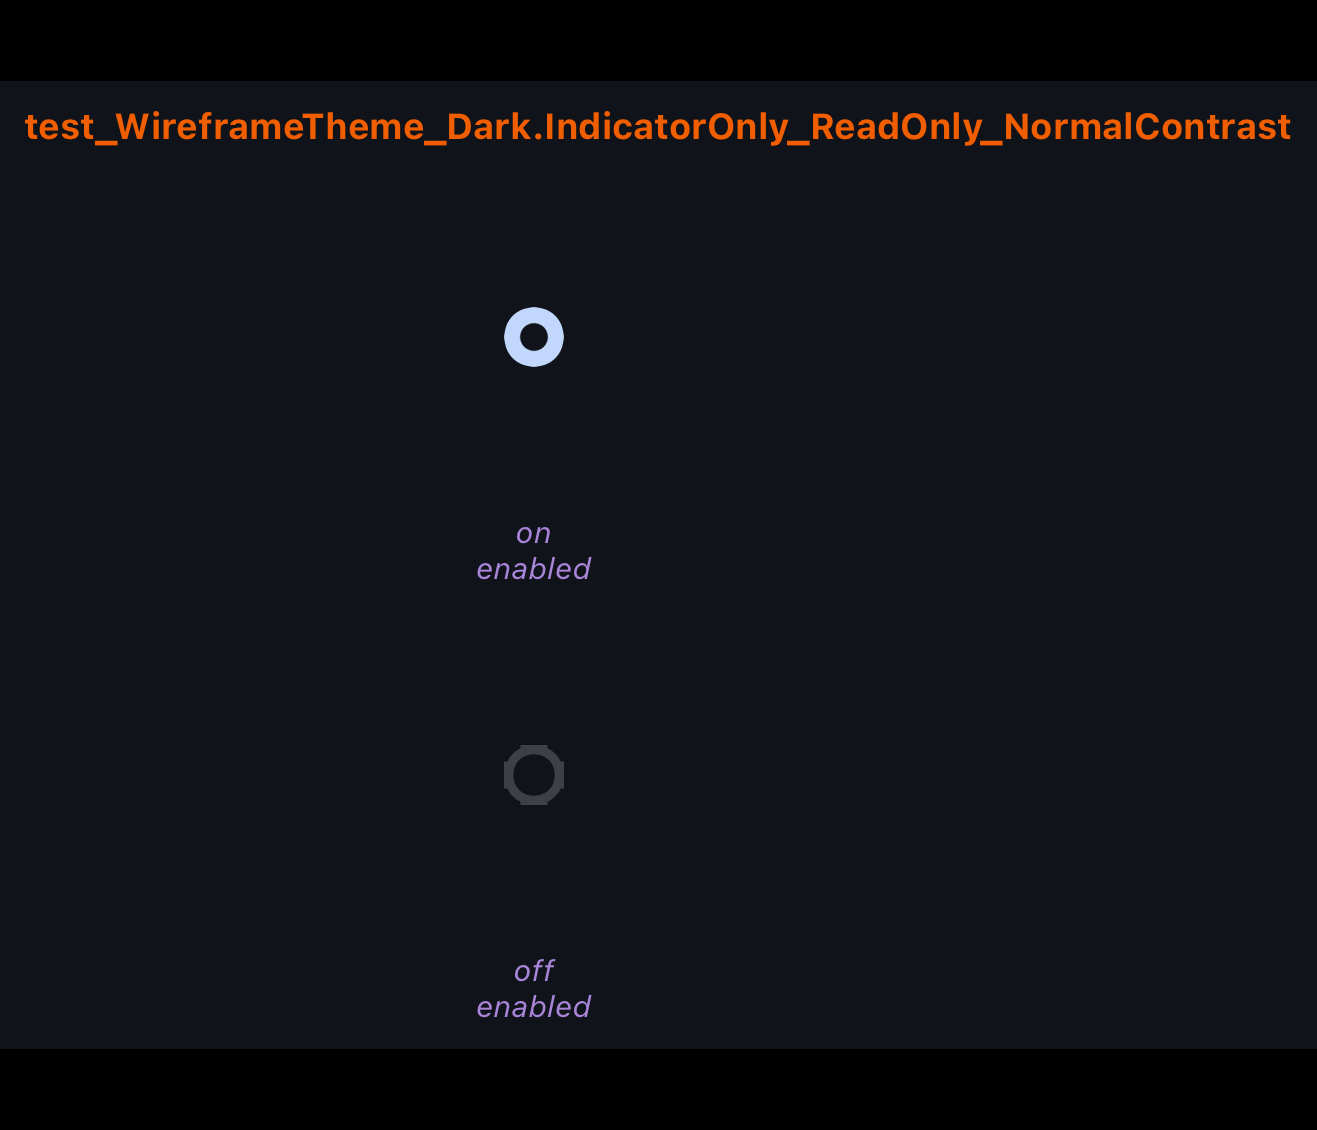 test_WireframeTheme_Dark.IndicatorOnly_ReadOnly_NormalContrast
on
enabled
off
enabled